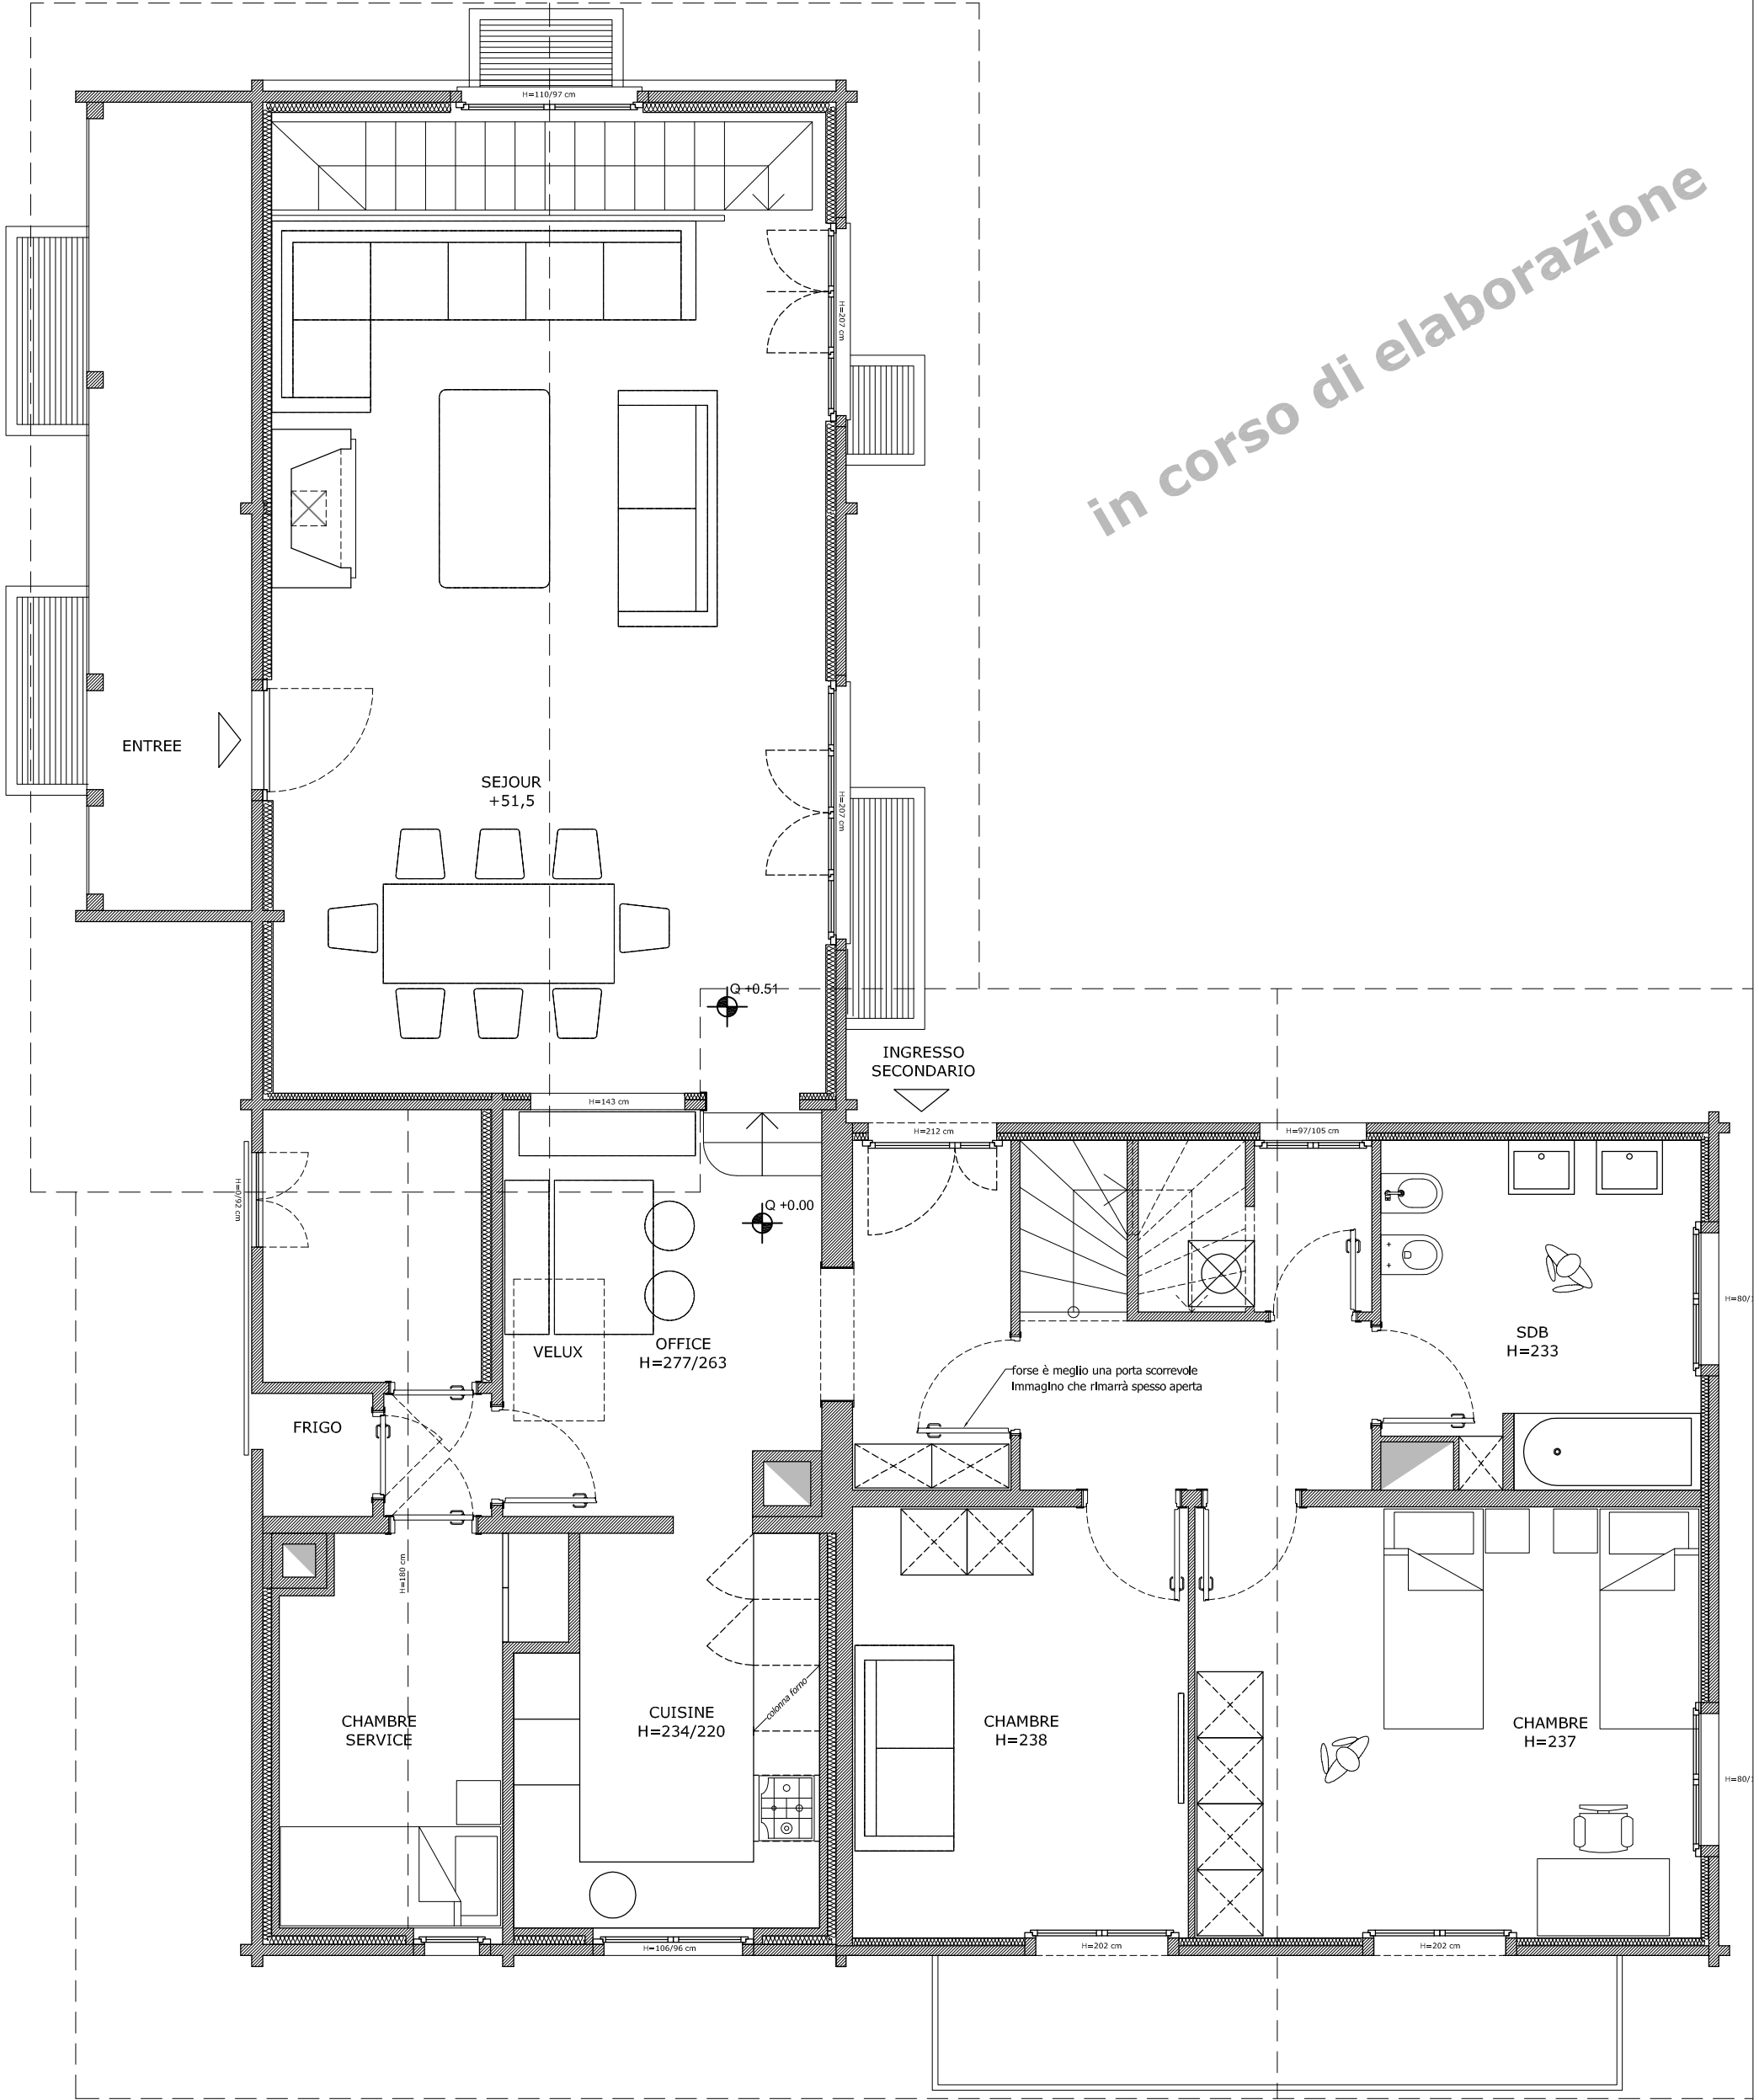 H=110/97 cm
in corso di elaborazione
H=207 cm
ENTREE
SEJOUR
+51,5
H=207 cm
Q +0.51
INGRESSO
SECONDARIO
H=143 cm
H=212 cm
H=97/105 cm
H=0/92 cm
Q +0.00
VELUX
OFFICE
H=277/263
SDB
H=233
H=80/
forse è meglio una porta scorrevole
immagino che rimarrà spesso aperta
FRIGO
H=180 cm
colonna forno
CHAMBRE
SERVICE
CUISINE
H=234/220
CHAMBRE
H=238
CHAMBRE
H=237
H=80/
H=106/96 cm
H=202 cm
H=202 cm